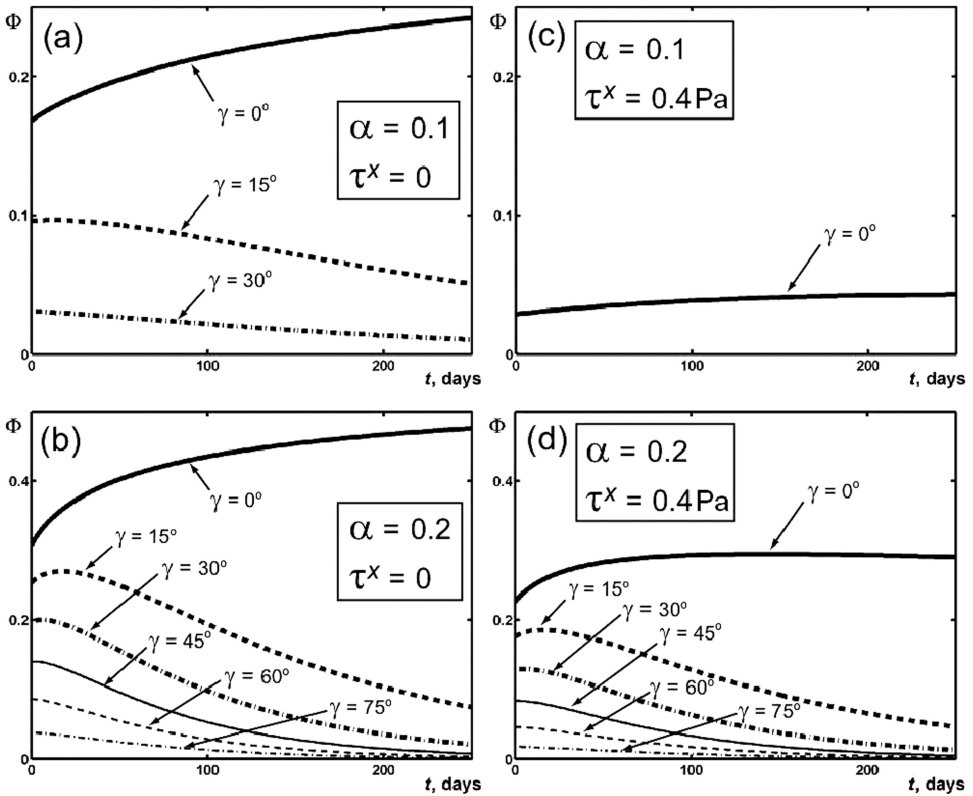 Φ
(a)
0.2
0.1
0
γ = 0°
γ = 15°
γ = 30°
α = 0.1
τˣ = 0
0
100
200
t, days
Φ
(c)
0.2
0.1
0
α = 0.1
τˣ = 0.4Pa
γ = 0°
0
100
200
t, days
Φ
(b)
0.4
0.2
0
γ = 0°
γ = 15°
γ = 30°
γ = 45°
γ = 60°
γ = 75°
α = 0.2
τˣ = 0
0
100
200
t, days
Φ
(d)
0.4
0.2
0
α = 0.2
τˣ = 0.4Pa
γ = 0°
γ = 15°
γ = 30°
γ = 45°
γ = 60°
γ = 75°
0
100
200
t, days